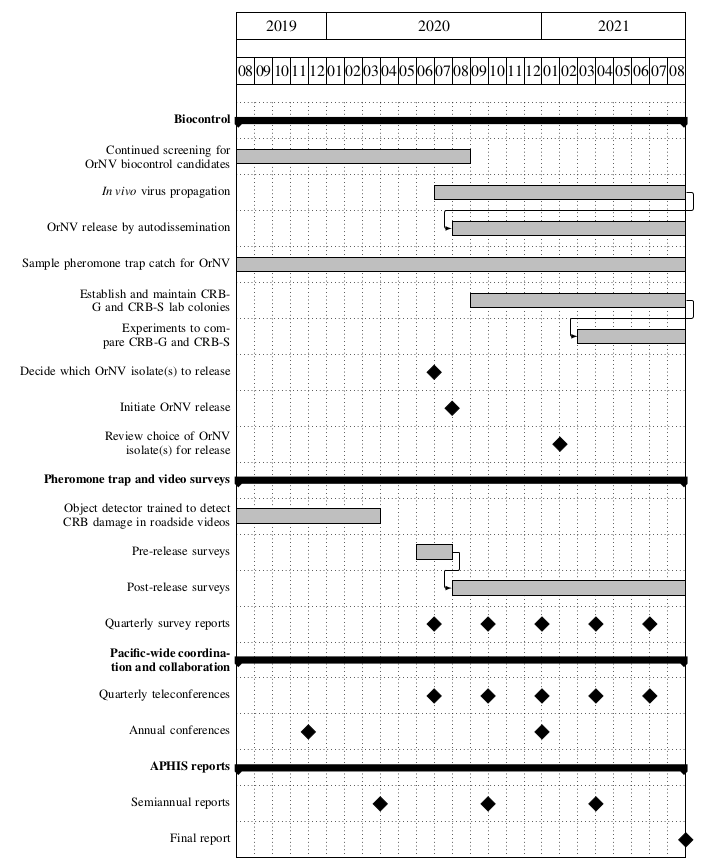 2019 2020 2021
08 09 10 11 12 01 02 03 04 05 06 07 08 09 10 11 12 01 02 03 04 05 06 07 08
Biocontrol
Continued screening for
OrNV biocontrol candidates
In vivo virus propagation
OrNV release by autodissemination
Sample pheromone trap catch for OrNV
Establish and maintain CRB-
G and CRB-S lab colonies
Experiments to com-
pare CRB-G and CRB-S
Decide which OrNV isolate(s) to release
Initiate OrNV release
Review choice of OrNV
isolate(s) for release
Pheromone trap and video surveys
Object detector trained to detect
CRB damage in roadside videos
Pre-release surveys
Post-release surveys
Quarterly survey reports
Pacific-wide coordina-
tion and collaboration
Quarterly teleconferences
Annual conferences
APHIS reports
Semiannual reports
Final report